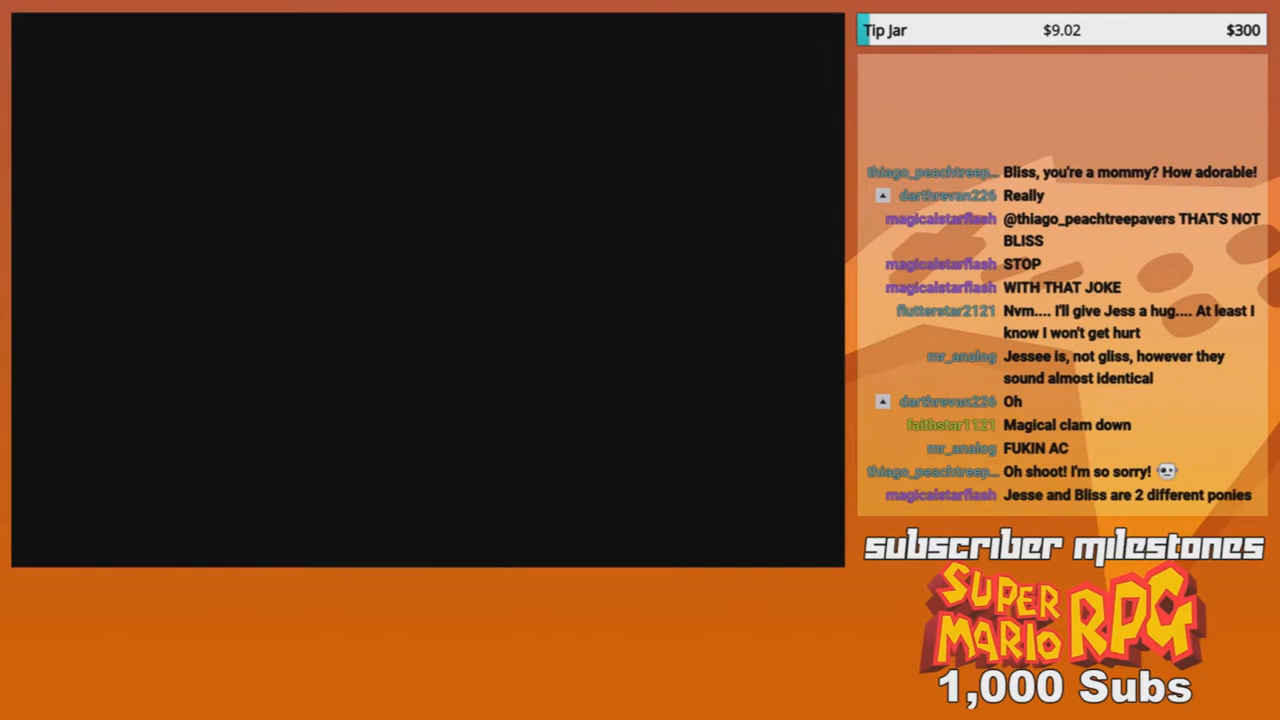 Tip Jar $9.02 $300
thiago_peachtreep... Bliss, you're a mommy? How adorable!
darthrevan226 Really
magicalstarflash @thiago_peachtreepavers THAT'S NOT
BLISS
magicalstarflash STOP
magicalstarflash WITH THAT JOKE
flutterstar2121 Nvm.... I'll give Jess a hug.... At least I
know I won't get hurt
mr_analog Jessee is, not gliss, however they
sound almost identical
darthrevan226 Oh
faithstar1121 Magical clam down
mr_analog FUKIN AC
thiago_peachtreep... Oh shoot! I'm so sorry!
magicalstarflash Jesse and Bliss are 2 different ponies
subscriber milestones
SUPER
MARIO RPG
1,000 Subs